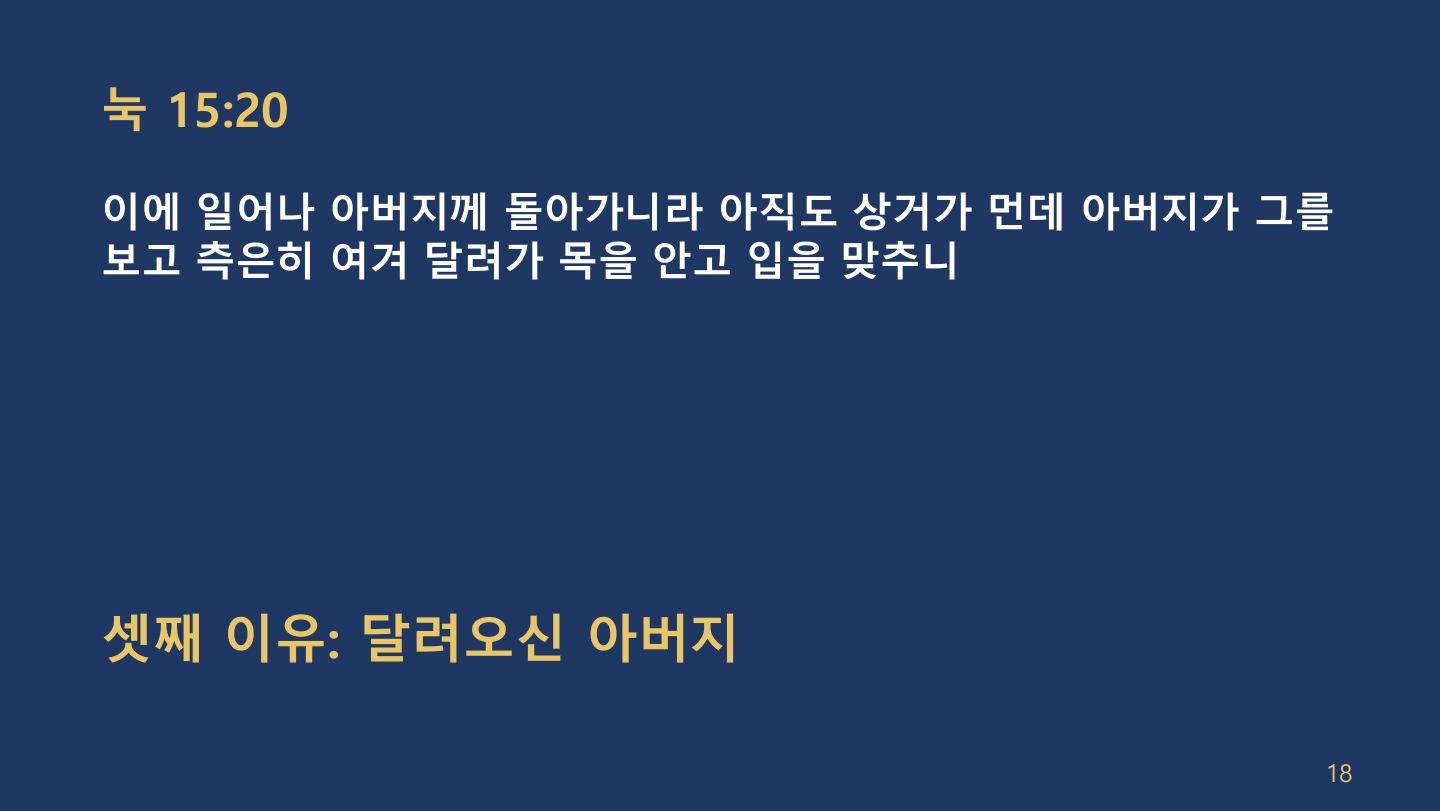 눅 15:20
이에 일어나 아버지께 돌아가니라 아직도 상거가 먼데 아버지가 그를
보고 측은히 여겨 달려가 목을 안고 입을 맞추니
셋째 이유: 달려오신 아버지
18